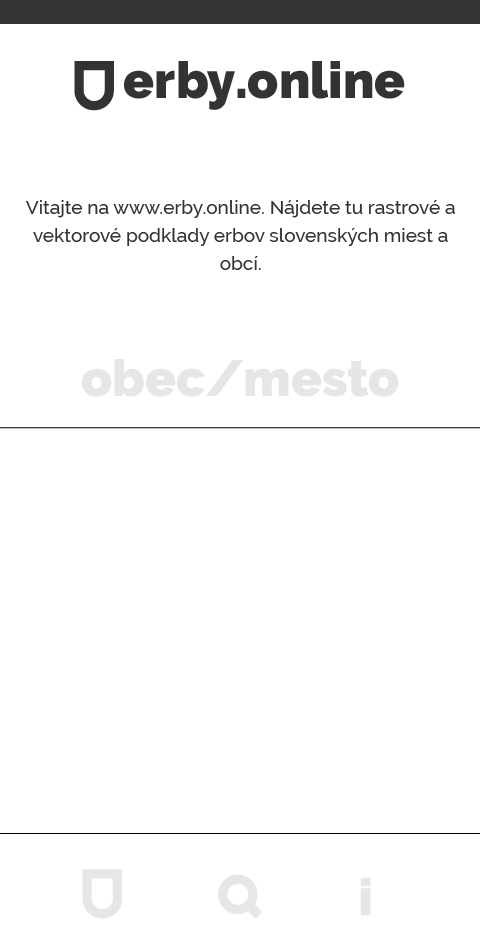 erby.online
Vitajte na www.erby.online. Nájdete tu rastrové a
vektorové podklady erbov slovenských miest a
obcí.
obec/mesto